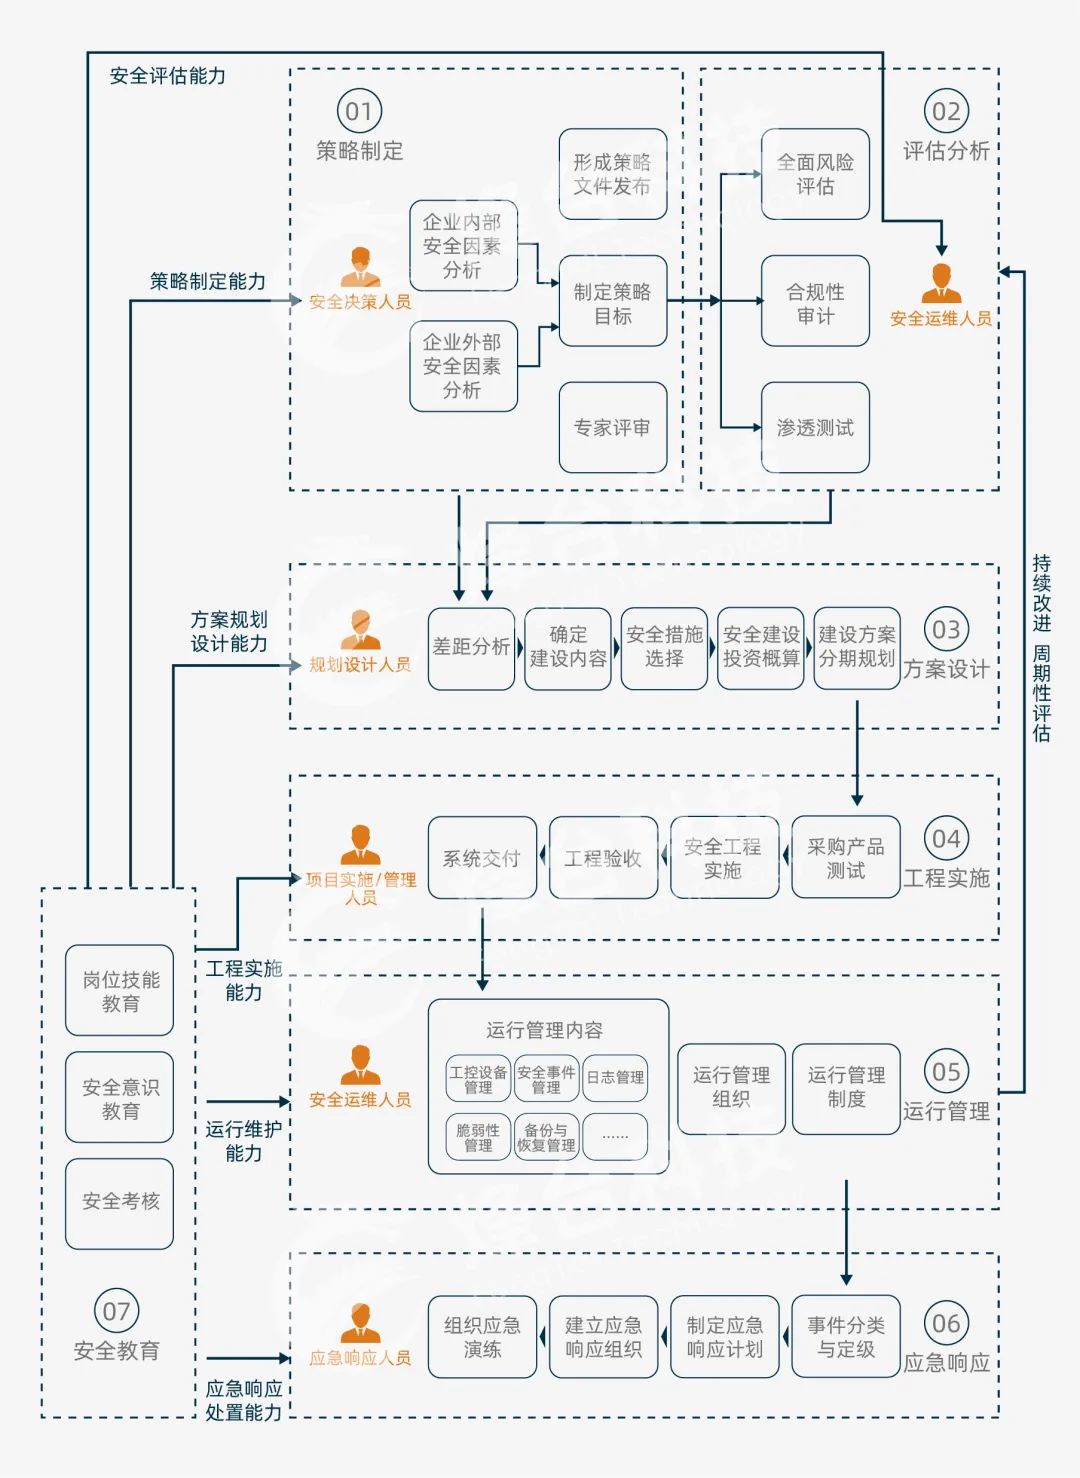 安全评估能力
01
策略制定
形成策略
文件发布
企业内部
安全因素
分析
策略制定能力
安全决策人员
制定策略
目标
企业外部
安全因素
分析
专家评审
02
评估分析
全面风险
评估
合规性
审计
安全运维人员
渗透测试
持续改进 周期性评估
方案规划
设计能力
规划设计人员
差距分析
确定
建设内容
安全措施
选择
安全建设
投资概算
建设方案
分期规划
03
方案设计
项目实施/管理
人员
系统交付
工程验收
安全工程
实施
采购产品
测试
04
工程实施
工程实施
能力
安全运维人员
运行管理内容
工控设备
管理
安全事件
管理
日志管理
脆弱性
管理
备份与
恢复管理
……
运行管理
组织
运行管理
制度
05
运行管理
岗位技能
教育
安全意识
教育
安全考核
07
安全教育
运行维护
能力
应急响应人员
组织应急
演练
建立应急
响应组织
制定应急
响应计划
事件分类
与定级
06
应急响应
应急响应
处置能力